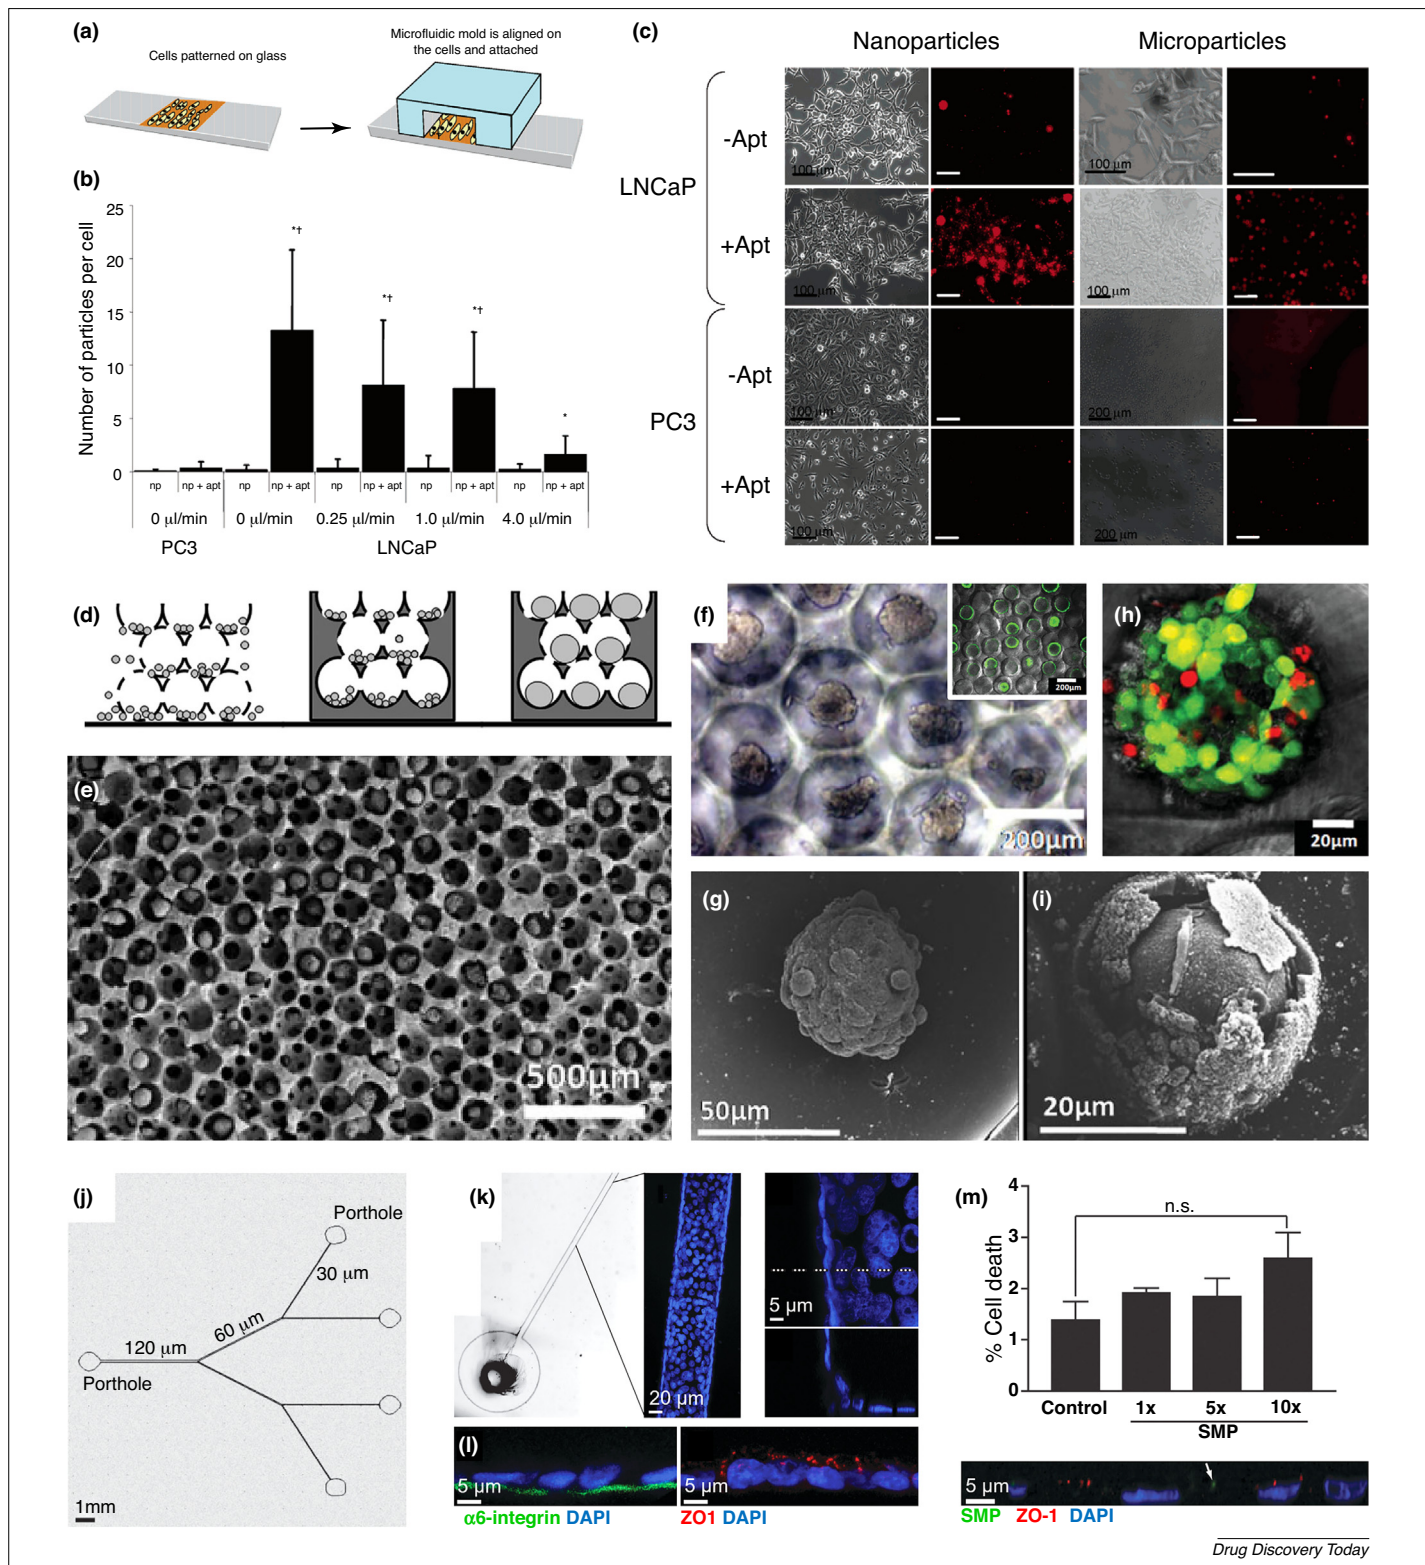 (a)
Cells patterned on glass
Microfluidic mold is aligned on
the cells and attached
(b)
Number of particles per cell
25
20
15
10
5
0
*†
*†
*†
*
np
np + apt
np
np + apt
np
np + apt
np
np + apt
np
np + apt
0 µl/min
0 µl/min
0.25 µl/min
1.0 µl/min
4.0 µl/min
PC3
LNCaP
(c)
Nanoparticles
Microparticles
LNCaP
-Apt
100 µm
100 µm
+Apt
100 µm
100 µm
PC3
-Apt
100 µm
200 µm
+Apt
100 µm
200 µm
(d)
(e)
500µm
(f)
200µm
200µm
(h)
20µm
(g)
50µm
(i)
20µm
(j)
Porthole
30 µm
60 µm
120 µm
Porthole
1mm
(k)
20 µm
5 µm
(l)
5 µm
5 µm
α6-integrin DAPI
ZO1 DAPI
(m)
% Cell death
4
3
2
1
0
n.s.
Control
1x
5x
10x
SMP
5 µm
SMP ZO-1 DAPI
Drug Discovery Today